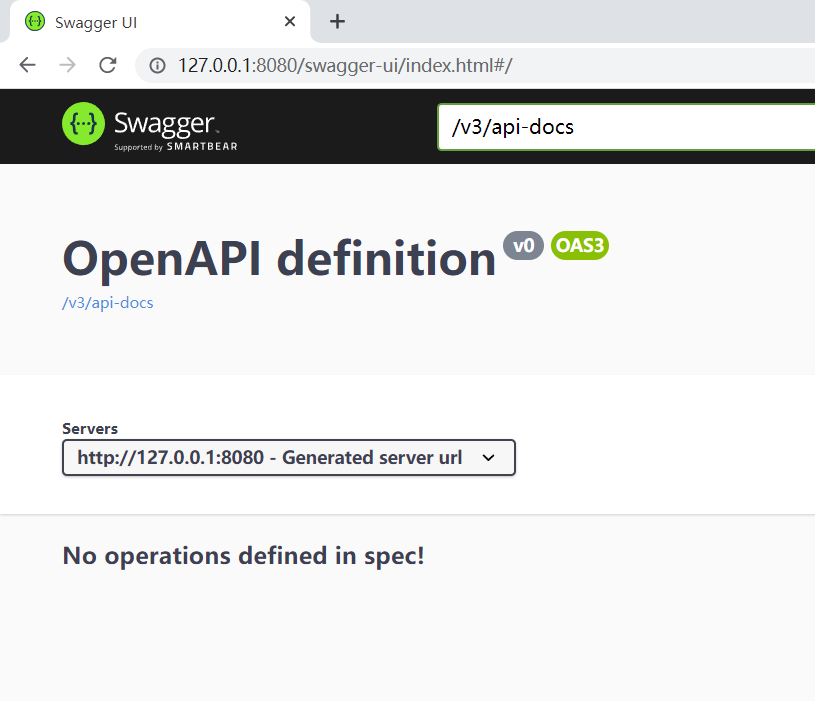 Swagger UI
127.0.0.1:8080/swagger-ui/index.html#/
Swagger
Supported by SMARTBEAR
/v3/api-docs
OpenAPI definition v0 OAS3
/v3/api-docs
Servers
http://127.0.0.1:8080 - Generated server url
No operations defined in spec!